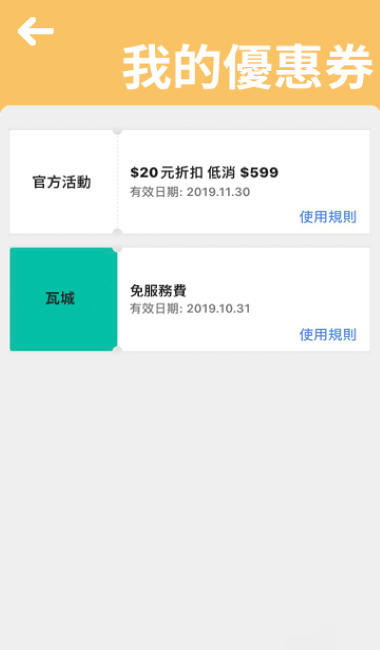 我的優惠券
官方活動
$20元折扣 低消 $599
有效日期: 2019.11.30
使用規則
瓦城
免服務費
有效日期: 2019.10.31
使用規則